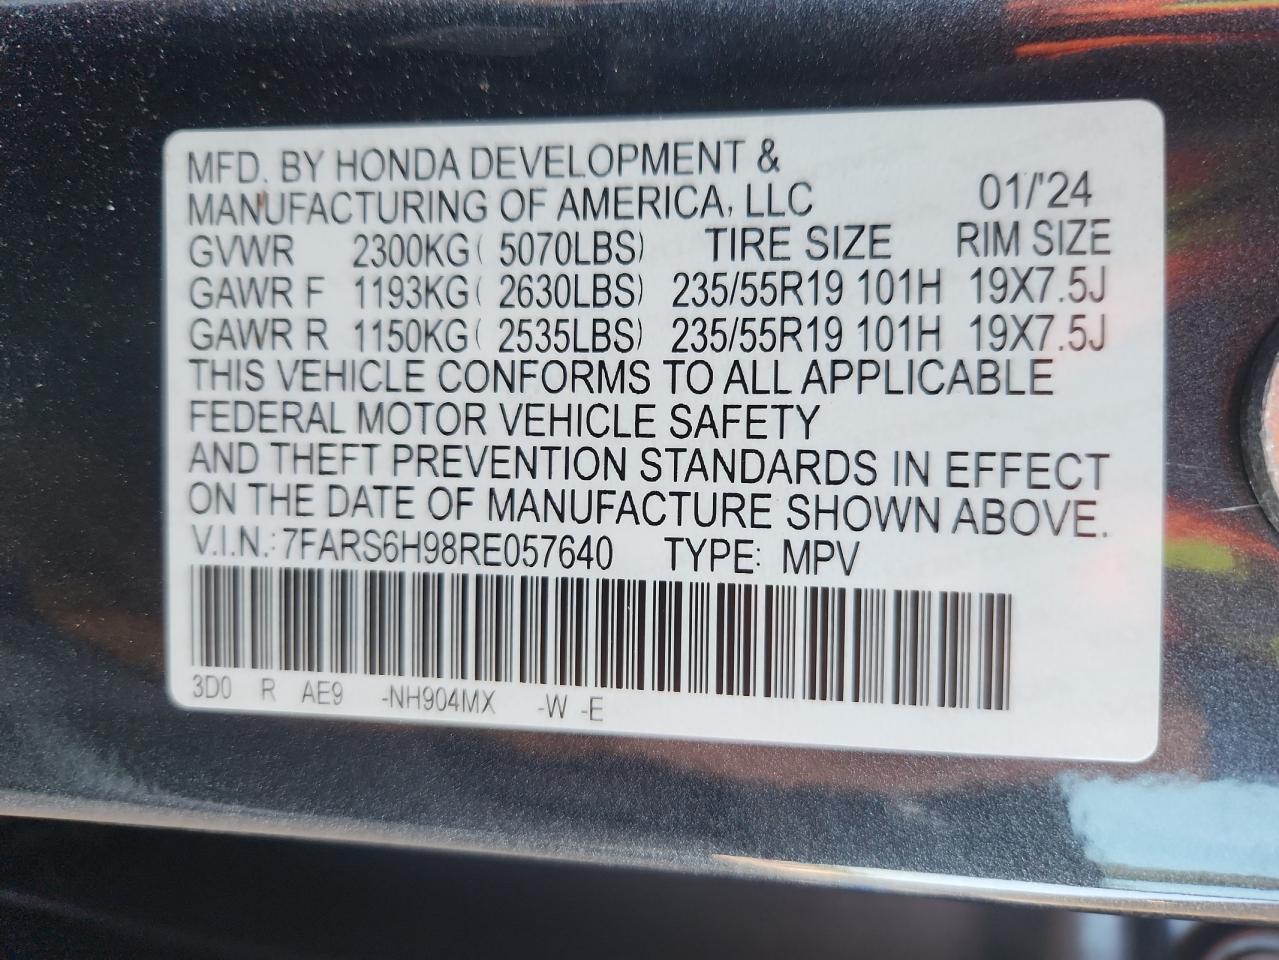 MFD. BY HONDA DEVELOPMENT &
MANUFACTURING OF AMERICA, LLC 01/'24
GVWR 2300KG( 5070LBS) TIRE SIZE RIM SIZE
GAWR F 1193KG( 2630LBS) 235/55R19 101H 19X7.5J
GAWR R 1150KG( 2535LBS) 235/55R19 101H 19X7.5J
THIS VEHICLE CONFORMS TO ALL APPLICABLE
FEDERAL MOTOR VEHICLE SAFETY
AND THEFT PREVENTION STANDARDS IN EFFECT
ON THE DATE OF MANUFACTURE SHOWN ABOVE.
V.I.N.: 7FARS6H98RE057640 TYPE: MPV
3D0 R AE9 -NH904MX -W -E